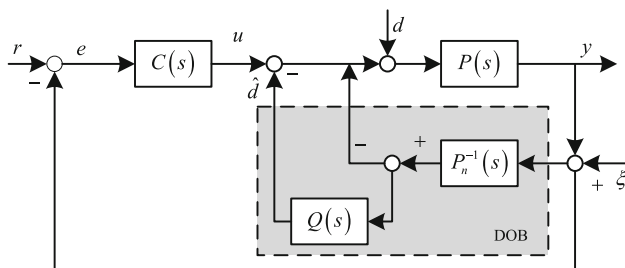 r
e
C(s)
u
d
P(s)
y
−
−
d̂
−
+
P_n^{-1}(s)
+
ξ
Q(s)
DOB